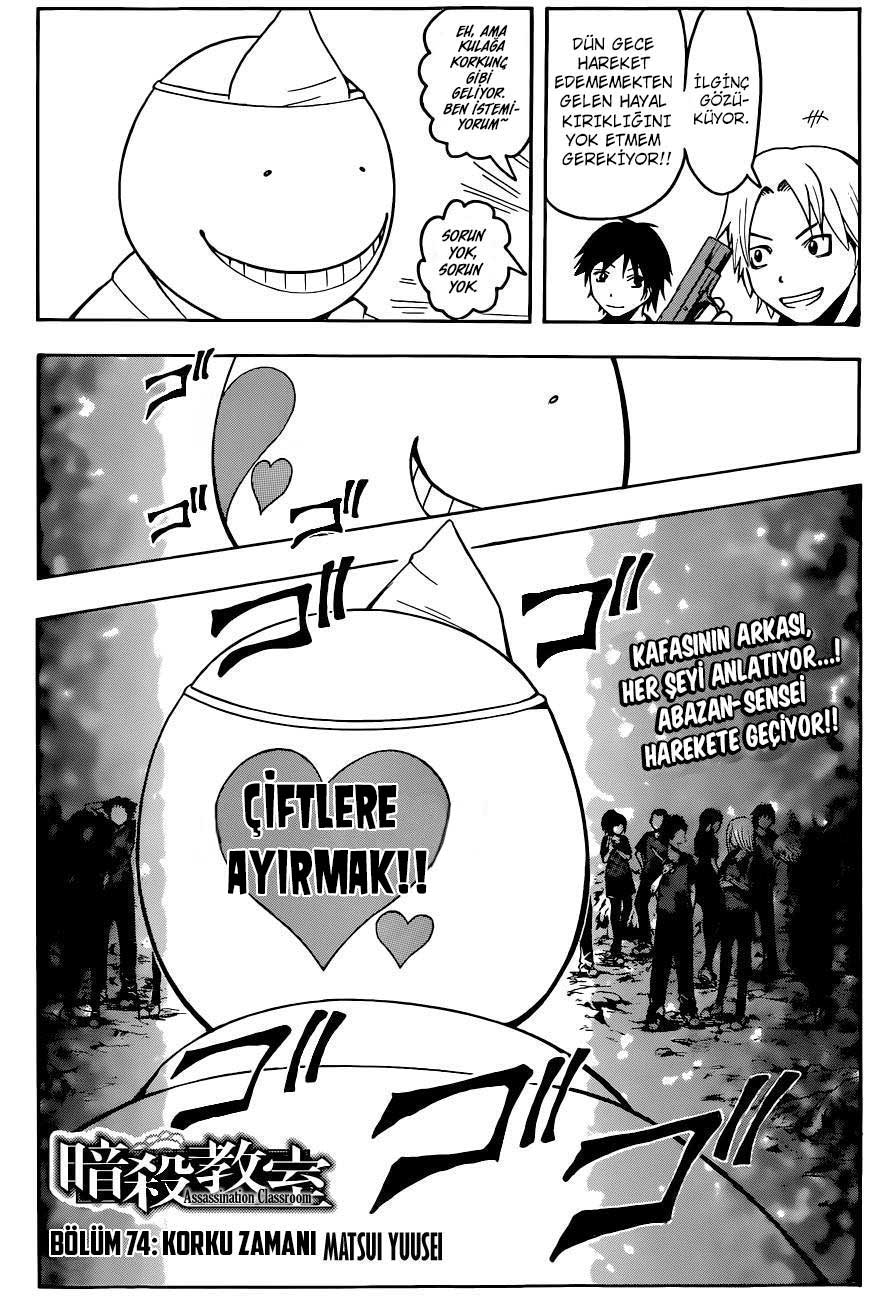 İLGİNÇ
GÖZÜ-
KÜYOR.
DÜN GECE
HAREKET
EDEMEMEKTEN
GELEN HAYAL
KIRIKLIĞINI
YOK ETMEM
GEREKİYOR!!
EH, AMA
KULAĞA
KORKUNÇ
GİBİ
GELİYOR.
BEN İSTEMİ-
YORUM~
SORUN
YOK,
SORUN
YOK.
ゴゴ
ゴゴ
ゴゴ
ゴゴ
KAFASININ ARKASI,
HER ŞEYİ ANLATIYOR...!
ABAZAN-SENSEİ
HAREKETE GEÇİYOR!!
ÇİFTLERE
AYIRMAK!!
暗殺教室
Assassination Classroom
BÖLÜM 74: KORKU ZAMANI MATSUI YUUSEI